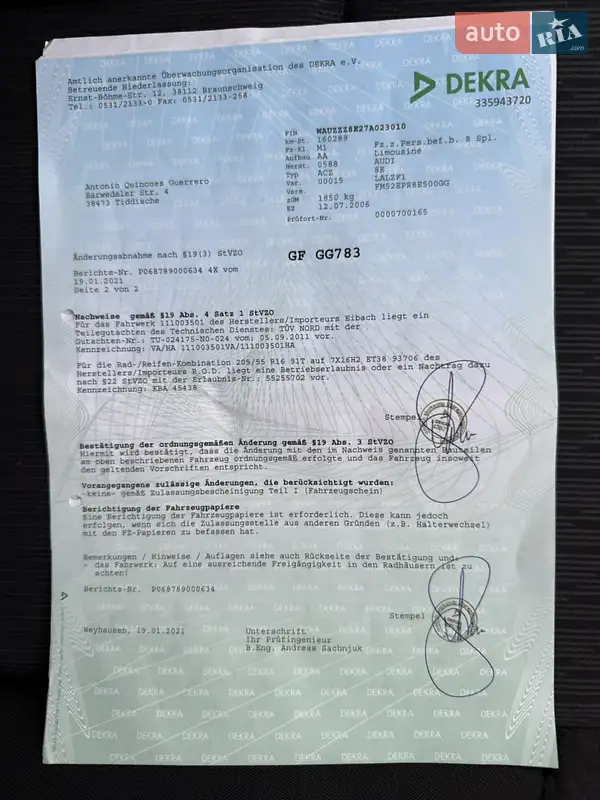 auto RIA .com
Amtlich anerkannte Überwachungsorganisation des DEKRA e.V.
Betreuende Niederlassung:
Ernst-Böhme-Str. 12, 38112 Braunschweig
Tel.: 0531/2133-0 Fax: 0531/2133-268
DEKRA
335943720
FIN WAUZZZ8E27A023010
km-St. 160289
Fz-Kl. M1 Fz.z.Pers.bef.b. 8 Spl.
Aufbau AA Limousine
Herst. 0588 AUDI
Typ ACZ 8E
Var. 00015 LALZF1
Vers. FM52EPR8E500GG
zGM 1850 kg
EZ 12.07.2006
Prüfort-Nr. 0000700165
Antonio Quinones Guerrero
Barwedeler Str. 4
38473 Tiddische
Änderungsabnahme nach §19(3) StVZO GF GG783
Berichts-Nr. P068789000634 4X vom
19.01.2021
Seite 2 von 2
Nachweise gemäß §19 Abs. 4 Satz 1 StVZO
Für das Fahrwerk 111003501 des Herstellers/Importeurs Eibach liegt ein
Teilegutachten des Technischen Dienstes: TÜV NORD mit der
Gutachten-Nr.: TU-024175-N0-024 vom: 05.09.2011 vor.
Kennzeichnung: VA/HA 111003501VA/111003501HA
Für die Rad-/Reifen-Kombination 205/55 R16 91T auf 7X16H2 ET38 93706 des
Herstellers/Importeurs R.O.D. liegt eine Betriebserlaubnis oder ein Nachtrag dazu
nach §22 StVZO mit der Erlaubnis-Nr.: 55255702 vor.
Kennzeichnung: KBA 45438
Stempel
Bestätigung der ordnungsgemäßen Änderung gemäß §19 Abs. 3 StVZO
Hiermit wird bestätigt, dass die Änderung mit den im Nachweis genannten Bauteilen
am oben beschriebenen Fahrzeug ordnungsgemäß erfolgte und das Fahrzeug insoweit
den geltenden Vorschriften entspricht.
Vorangegangene zulässige Änderungen, die berücksichtigt wurden:
-keine- gemäß Zulassungsbescheinigung Teil I (Fahrzeugschein)
Berichtigung der Fahrzeugpapiere
Eine Berichtigung der Fahrzeugpapiere ist erforderlich. Diese kann jedoch
erfolgen, wenn sich die Zulassungsstelle aus anderen Gründen (z.B. Halterwechsel)
mit den FZ-Papieren zu befassen hat.
Bemerkungen / Hinweise / Auflagen siehe auch Rückseite der Bestätigung und:
- das Fahrwerk: Auf eine ausreichende Freigängigkeit in den Radhäusern ist zu
achten!
Berichts-Nr. P068789000634
Stempel
Weyhausen, 19.01.2021
Unterschrift
Ihr Prüfingenieur
B.Eng. Andreas Sachnjuk